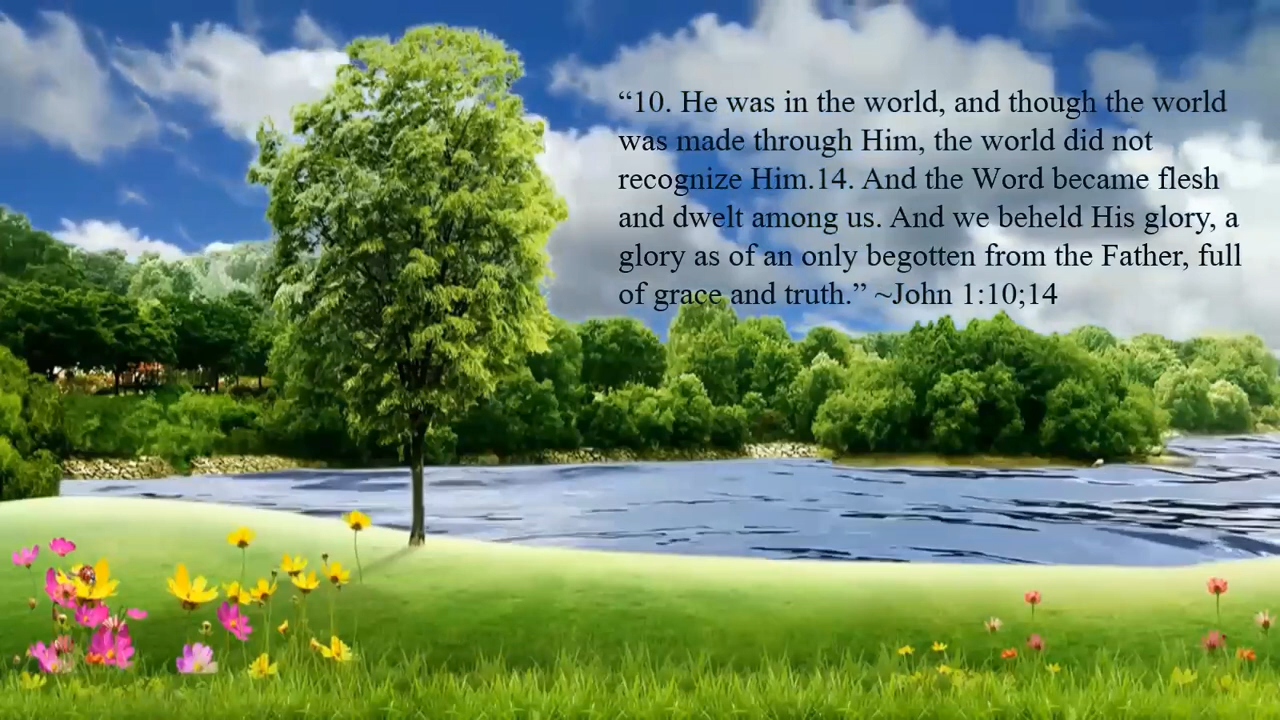 “10. He was in the world, and though the world
was made through Him, the world did not
recognize Him.14. And the Word became flesh
and dwelt among us. And we beheld His glory, a
glory as of an only begotten from the Father, full
of grace and truth.” ~John 1:10;14